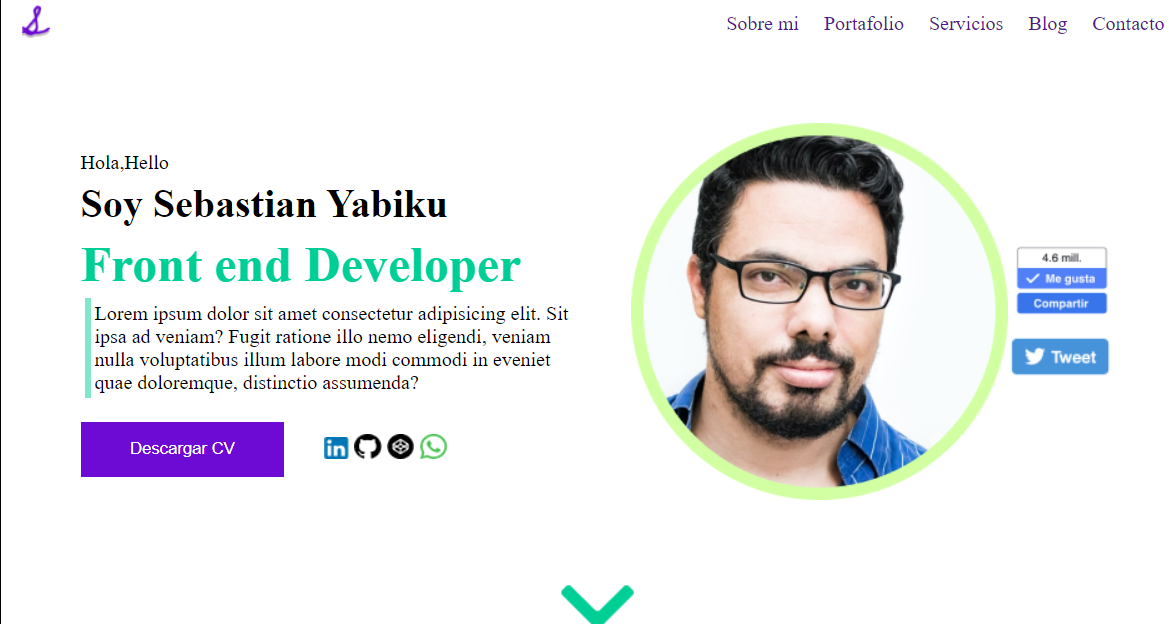 Sobre mi Portafolio Servicios Blog Contacto
Hola,Hello
Soy Sebastian Yabiku
Front end Developer
Lorem ipsum dolor sit amet consectetur adipisicing elit. Sit
ipsa ad veniam? Fugit ratione illo nemo eligendi, veniam
nulla voluptatibus illum labore modi commodi in eveniet
quae doloremque, distinctio assumenda?
Descargar CV
in
4.6 mill.
Me gusta
Compartir
Tweet